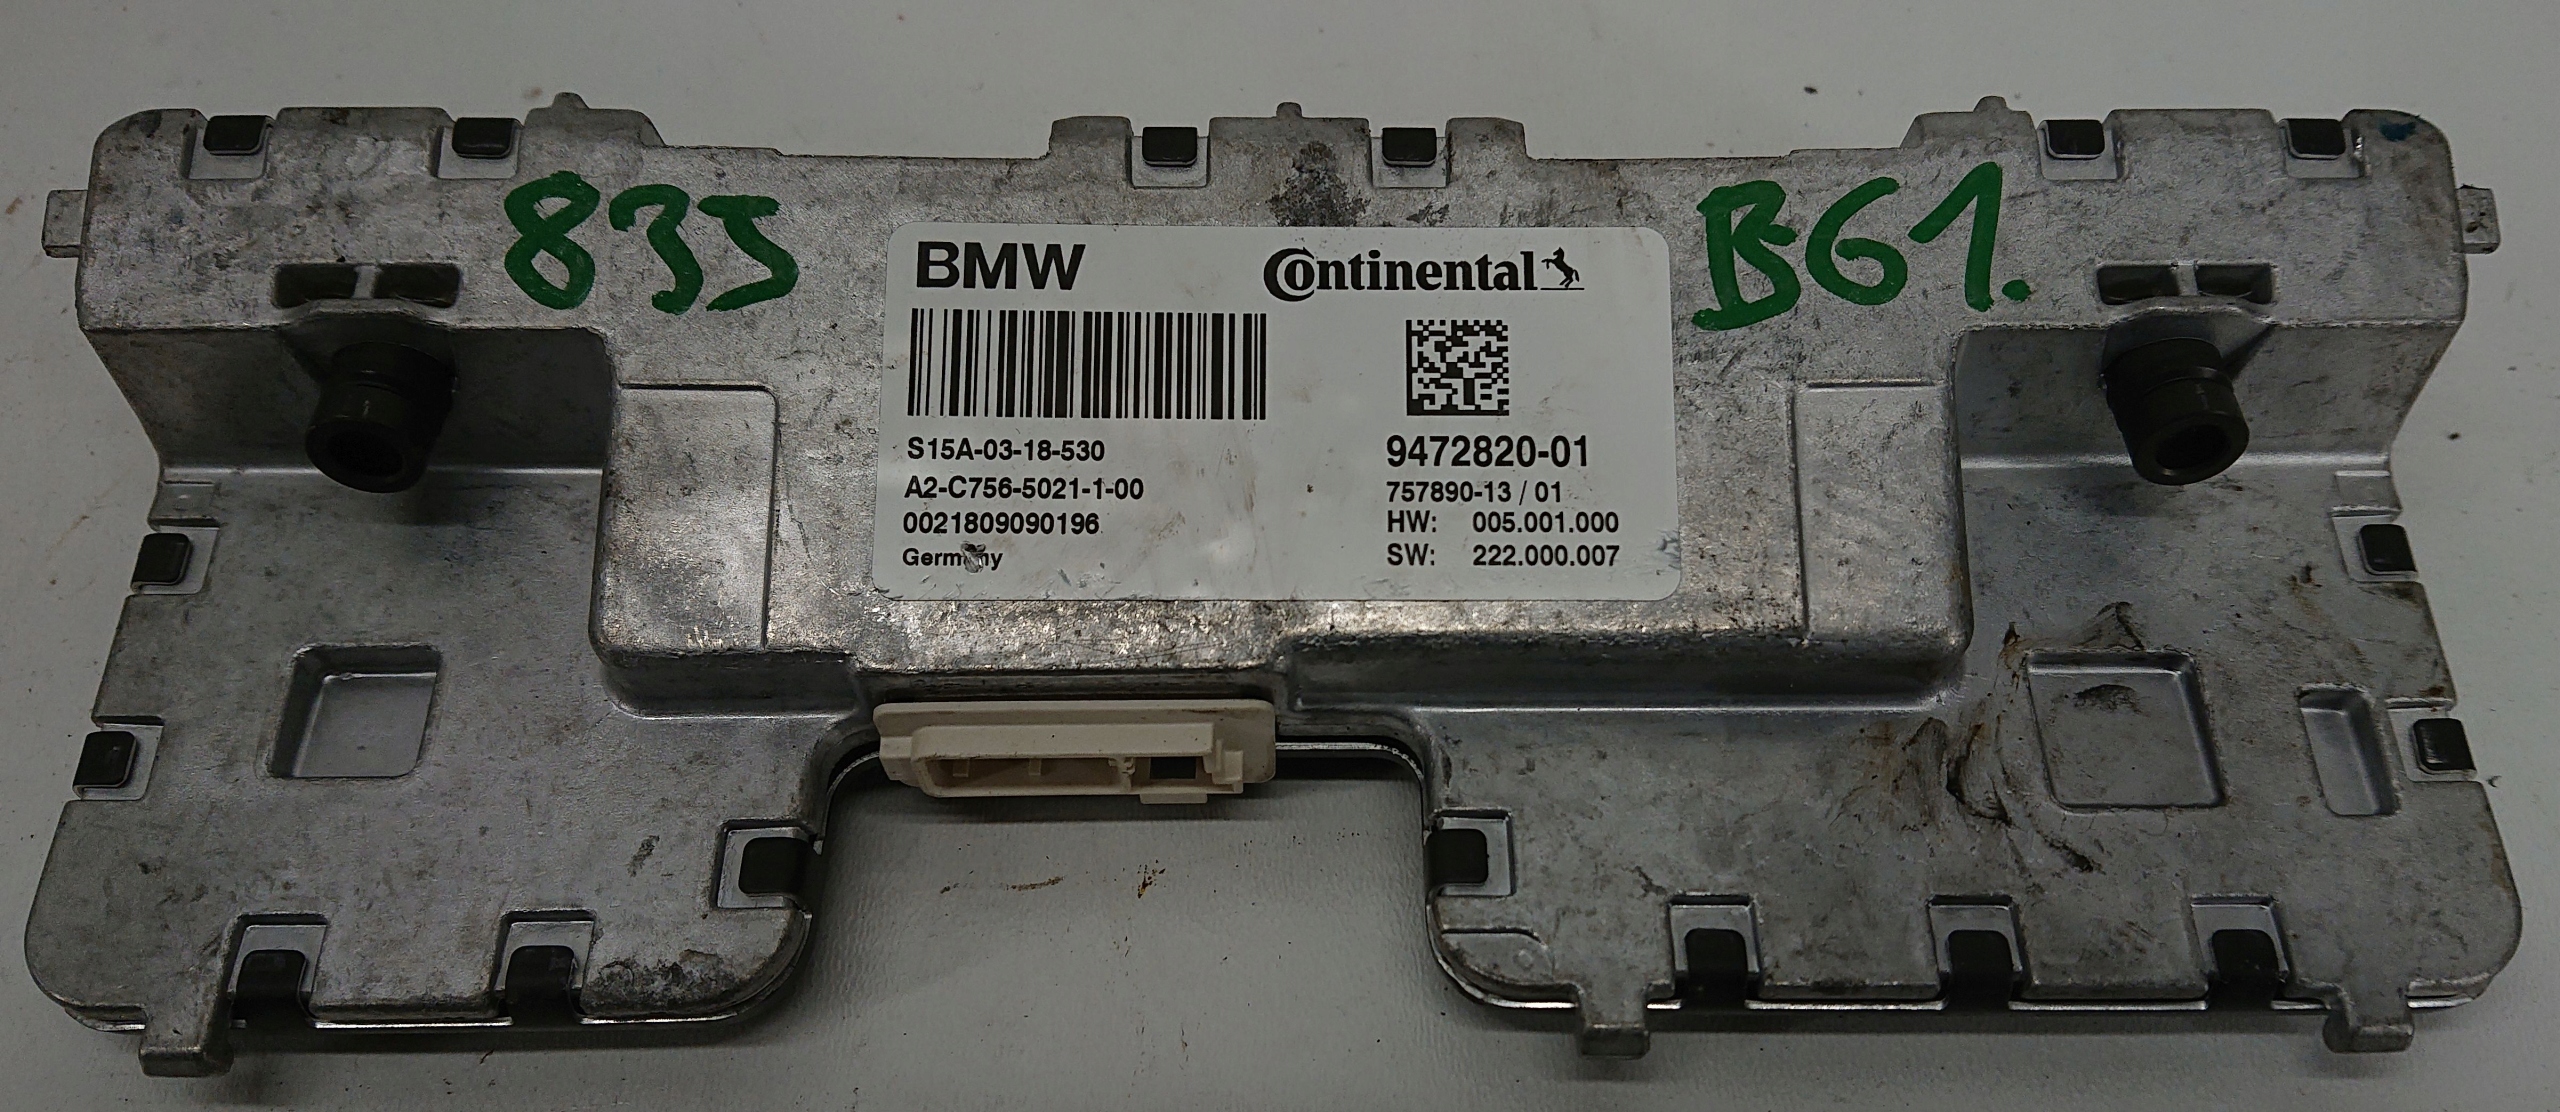 835
B61.
BMW
Continental
S15A-03-18-530
A2-C756-5021-1-00
0021809090196
Germany
9472820-01
757890-13 / 01
HW: 005.001.000
SW: 222.000.007